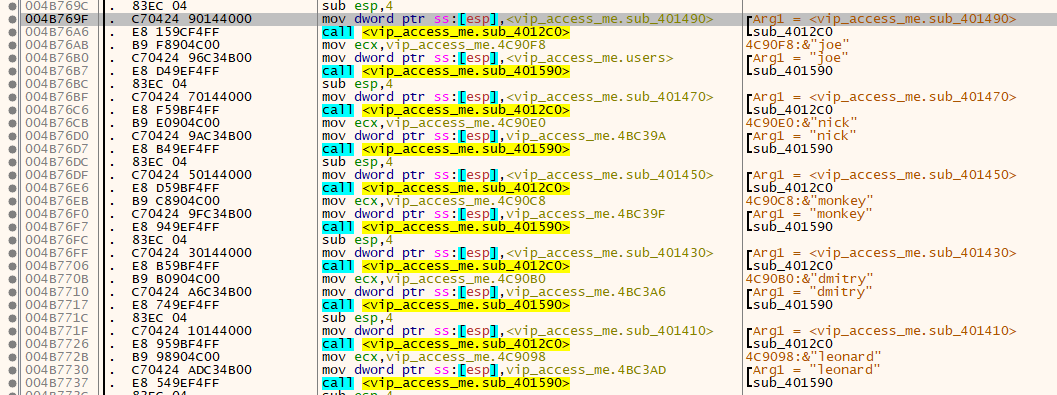 004B769C . 83EC 04 sub esp,4
004B769F . C70424 90144000 mov dword ptr ss:[esp],<vip_access_me.sub_401490> Arg1 = <vip_access_me.sub_401490>
004B76A6 . E8 159CF4FF call <vip_access_me.sub_4012C0> sub_4012C0
004B76AB . B9 F8904C00 mov ecx,vip_access_me.4C90F8 4C90F8:&"joe"
004B76B0 . C70424 96C34B00 mov dword ptr ss:[esp],<vip_access_me.users> Arg1 = "joe"
004B76B7 . E8 D49EF4FF call <vip_access_me.sub_401590> sub_401590
004B76BC . 83EC 04 sub esp,4
004B76BF . C70424 70144000 mov dword ptr ss:[esp],<vip_access_me.sub_401470> Arg1 = <vip_access_me.sub_401470>
004B76C6 . E8 F59BF4FF call <vip_access_me.sub_4012C0> sub_4012C0
004B76CB . B9 E0904C00 mov ecx,vip_access_me.4C90E0 4C90E0:&"nick"
004B76D0 . C70424 9AC34B00 mov dword ptr ss:[esp],vip_access_me.4BC39A Arg1 = "nick"
004B76D7 . E8 B49EF4FF call <vip_access_me.sub_401590> sub_401590
004B76DC . 83EC 04 sub esp,4
004B76DF . C70424 50144000 mov dword ptr ss:[esp],<vip_access_me.sub_401450> Arg1 = <vip_access_me.sub_401450>
004B76E6 . E8 D59BF4FF call <vip_access_me.sub_4012C0> sub_4012C0
004B76EB . B9 C8904C00 mov ecx,vip_access_me.4C90C8 4C90C8:&"monkey"
004B76F0 . C70424 9FC34B00 mov dword ptr ss:[esp],vip_access_me.4BC39F Arg1 = "monkey"
004B76F7 . E8 949EF4FF call <vip_access_me.sub_401590> sub_401590
004B76FC . 83EC 04 sub esp,4
004B76FF . C70424 30144000 mov dword ptr ss:[esp],<vip_access_me.sub_401430> Arg1 = <vip_access_me.sub_401430>
004B7706 . E8 B59BF4FF call <vip_access_me.sub_4012C0> sub_4012C0
004B770B . B9 B0904C00 mov ecx,vip_access_me.4C90B0 4C90B0:&"dmitry"
004B7710 . C70424 A6C34B00 mov dword ptr ss:[esp],vip_access_me.4BC3A6 Arg1 = "dmitry"
004B7717 . E8 749EF4FF call <vip_access_me.sub_401590> sub_401590
004B771C . 83EC 04 sub esp,4
004B771F . C70424 10144000 mov dword ptr ss:[esp],<vip_access_me.sub_401410> Arg1 = <vip_access_me.sub_401410>
004B7726 . E8 959BF4FF call <vip_access_me.sub_4012C0> sub_4012C0
004B772B . B9 98904C00 mov ecx,vip_access_me.4C9098 4C9098:&"leonard"
004B7730 . C70424 ADC34B00 mov dword ptr ss:[esp],vip_access_me.4BC3AD Arg1 = "leonard"
004B7737 . E8 549EF4FF call <vip_access_me.sub_401590> sub_401590